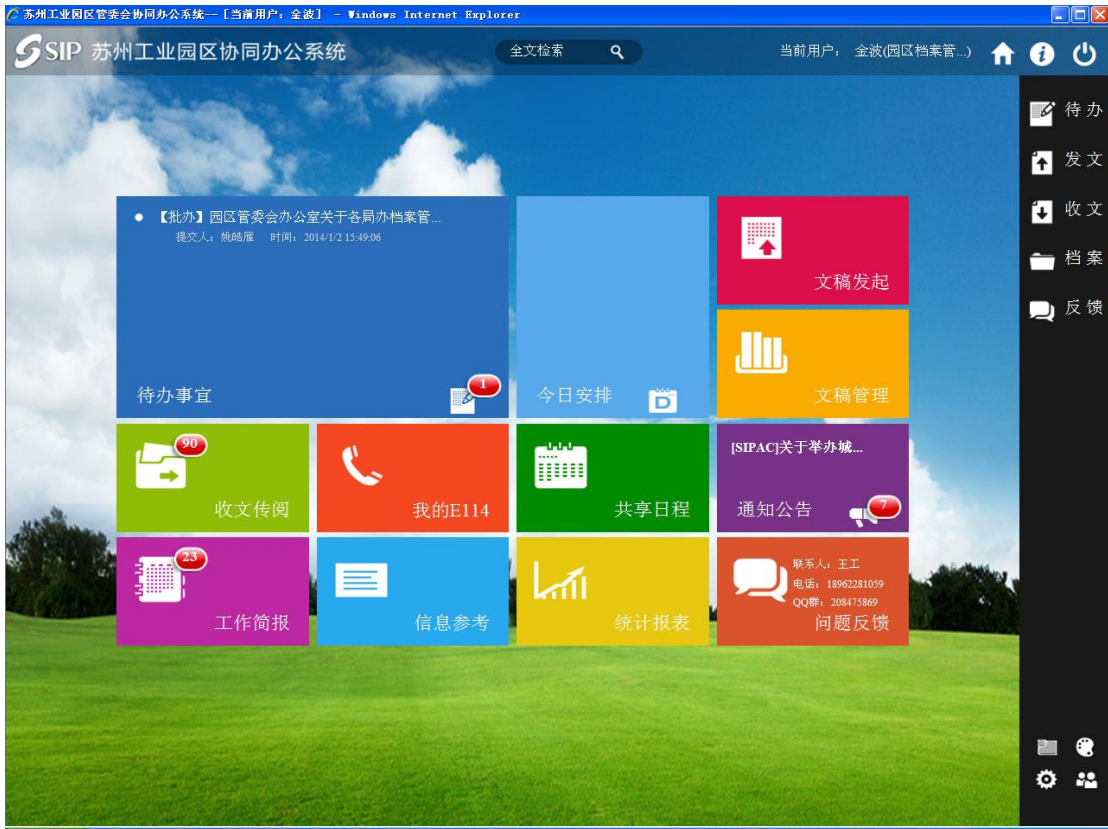 苏州工业园区管委会协同办公系统--[当前用户：金波] - Windows Internet Explorer
SIP 苏州工业园区协同办公系统
全文检索
当前用户： 金波(园区档案管...)
待办
发文
收文
档案
反馈
【批办】园区管委会办公室关于各局办档案管...
提交人：姚皓雁 时间：2014/1/2 15:49:06
待办事宜
1
今日安排
D
文稿发起
文稿管理
90
收文传阅
我的E114
共享日程
[SIPAC]关于举办城...
通知公告
7
23
工作简报
信息参考
统计报表
联系人：王工
电话：18962281059
QQ群：208475869
问题反馈